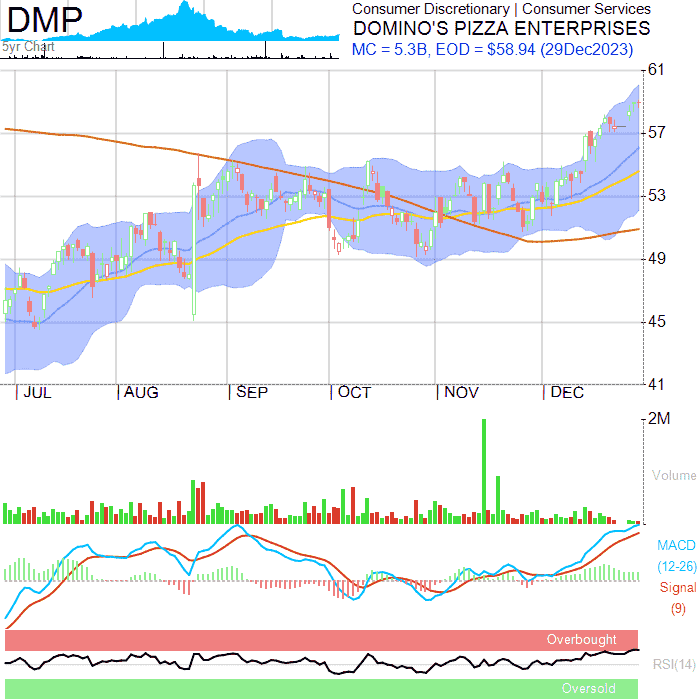 DMP
5yr Chart
Consumer Discretionary | Consumer Services
DOMINO'S PIZZA ENTERPRISES
MC = 5.3B, EOD = $58.94 (29Dec2023)
61
57
53
49
45
41
JUL AUG SEP OCT NOV DEC
2M
Volume
MACD
(12-26)
Signal
(9)
Overbought
RSI(14)
Oversold